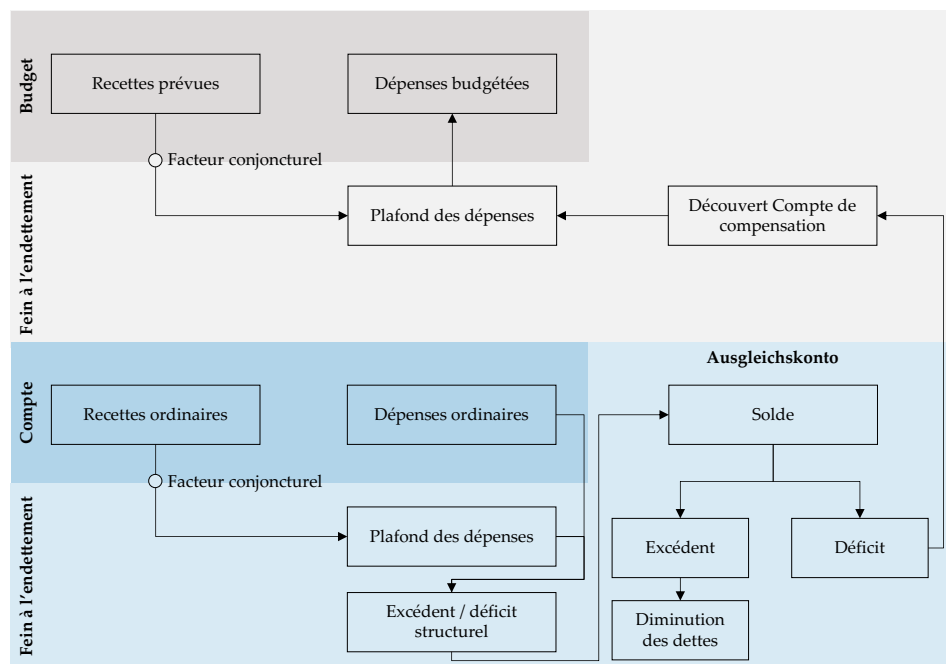 Budget
Recettes prévues
Dépenses budgétées
Facteur conjoncturel
Fein à l'endettement
Plafond des dépenses
Découvert Compte de
compensation
Compte
Ausgleichskonto
Recettes ordinaires
Dépenses ordinaires
Solde
Facteur conjoncturel
Fein à l'endettement
Plafond des dépenses
Excédent
Déficit
Excédent / déficit
structurel
Diminution
des dettes